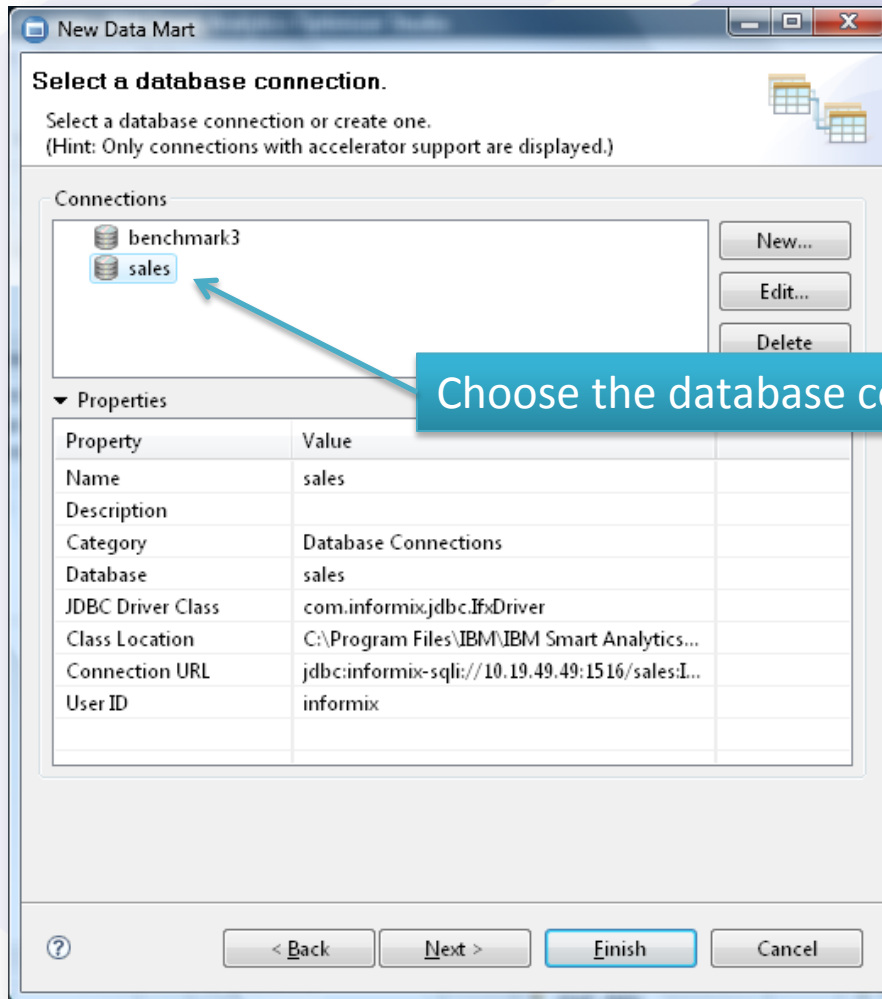 New Data Mart
Select a database connection.
Select a database connection or create one.
(Hint: Only connections with accelerator support are displayed.)
Connections
benchmark3
sales
New...
Edit...
Delete
Choose the database
Properties
Property Value
Name sales
Description
Category Database Connections
Database sales
JDBC Driver Class com.informix.jdbc.IfxDriver
Class Location C:\Program Files\IBM\IBM Smart Analytics...
Connection URL jdbc:informix-sqli://10.19.49.49:1516/sales:I...
User ID informix
< Back Next > Finish Cancel